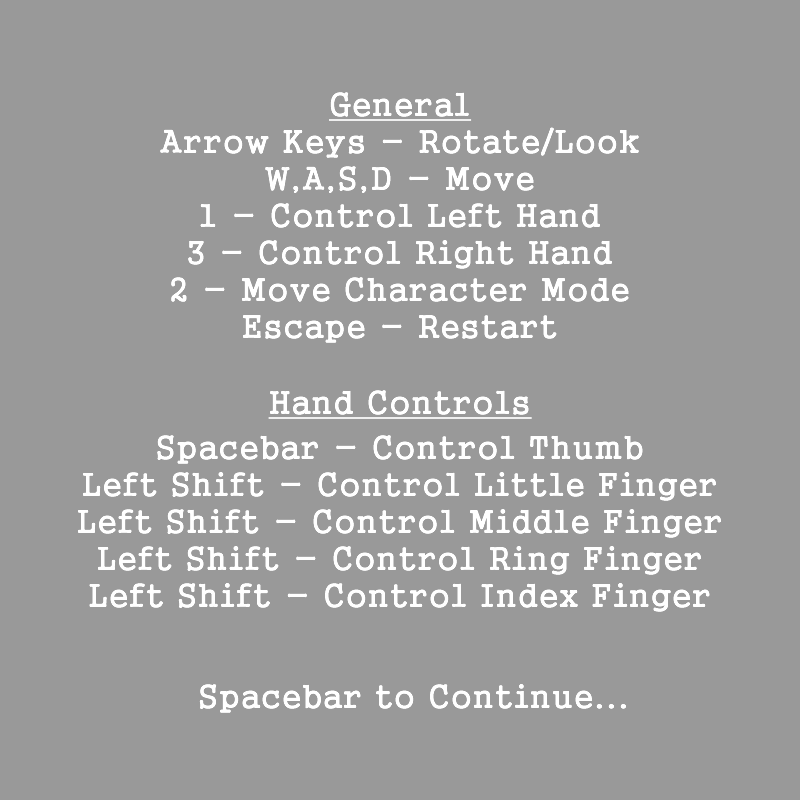 General
Arrow Keys – Rotate/Look
W,A,S,D – Move
1 – Control Left Hand
3 – Control Right Hand
2 – Move Character Mode
Escape – Restart
Hand Controls
Spacebar – Control Thumb
Left Shift – Control Little Finger
Left Shift – Control Middle Finger
Left Shift – Control Ring Finger
Left Shift – Control Index Finger
Spacebar to Continue...